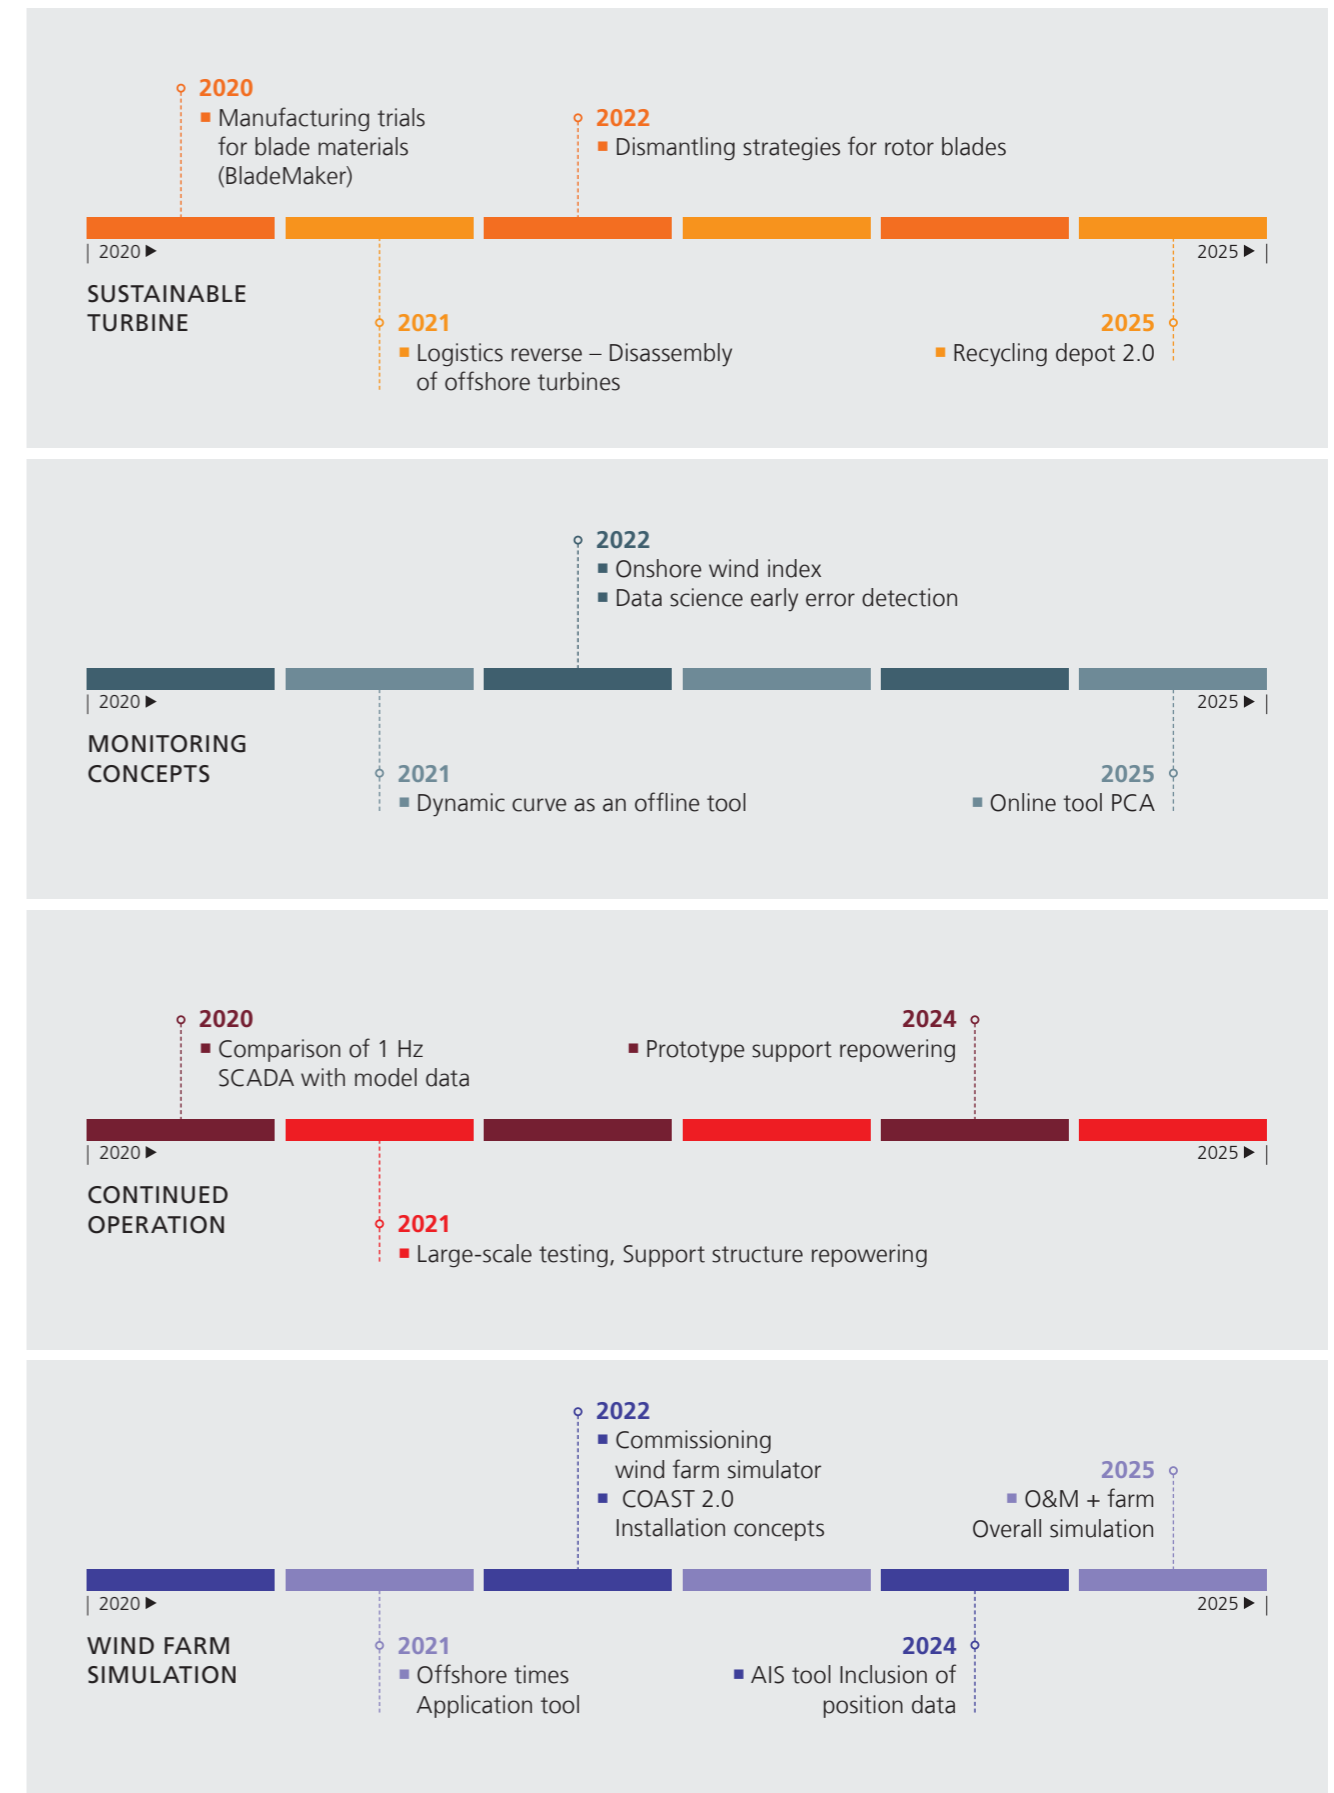 2020
■ Manufacturing trials
for blade materials
(BladeMaker)
2022
■ Dismantling strategies for rotor blades
| 2020 ▶
2025 ▶ |
SUSTAINABLE
TURBINE
2021
■ Logistics reverse – Disassembly
of offshore turbines
2025
■ Recycling depot 2.0
2022
■ Onshore wind index
■ Data science early error detection
| 2020 ▶
2025 ▶ |
MONITORING
CONCEPTS
2021
■ Dynamic curve as an offline tool
2025
■ Online tool PCA
2020
■ Comparison of 1 Hz
SCADA with model data
2024
■ Prototype support repowering
| 2020 ▶
2025 ▶ |
CONTINUED
OPERATION
2021
■ Large-scale testing, Support structure repowering
2022
■ Commissioning
wind farm simulator
■ COAST 2.0
Installation concepts
2025
■ O&M + farm
Overall simulation
| 2020 ▶
2025 ▶ |
WIND FARM
SIMULATION
2021
■ Offshore times
Application tool
2024
■ AIS tool Inclusion of
position data